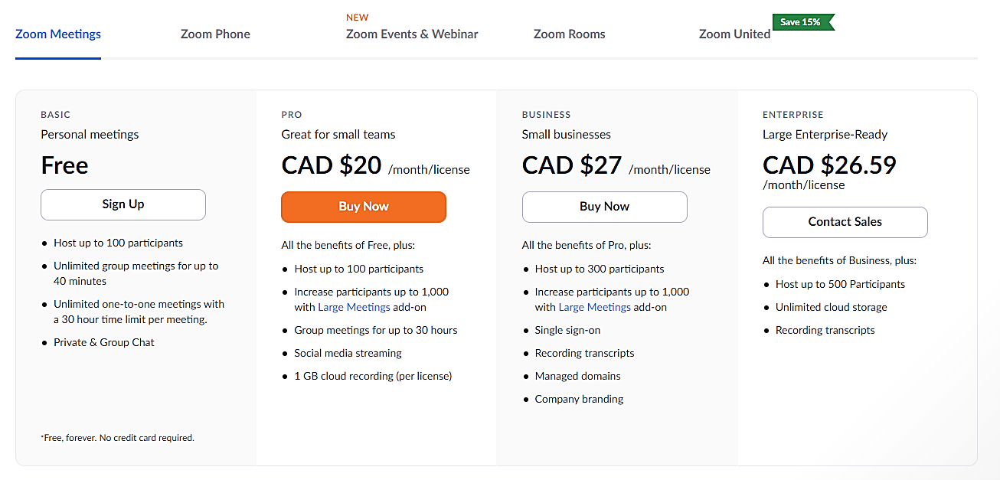 NEW
Save 15%
Zoom Meetings
Zoom Phone
Zoom Events & Webinar
Zoom Rooms
Zoom United
BASIC
Personal meetings
Free
Sign Up
Host up to 100 participants
Unlimited group meetings for up to
40 minutes
Unlimited one-to-one meetings with
a 30 hour time limit per meeting.
Private & Group Chat
*Free, forever. No credit card required.
PRO
Great for small teams
CAD $20 /month/license
Buy Now
All the benefits of Free, plus:
Host up to 100 participants
Increase participants up to 1,000
with Large Meetings add-on
Group meetings for up to 30 hours
Social media streaming
1 GB cloud recording (per license)
BUSINESS
Small businesses
CAD $27 /month/license
Buy Now
All the benefits of Pro, plus:
Host up to 300 participants
Increase participants up to 1,000
with Large Meetings add-on
Single sign-on
Recording transcripts
Managed domains
Company branding
ENTERPRISE
Large Enterprise-Ready
CAD $26.59
/month/license
Contact Sales
All the benefits of Business, plus:
Host up to 500 Participants
Unlimited cloud storage
Recording transcripts